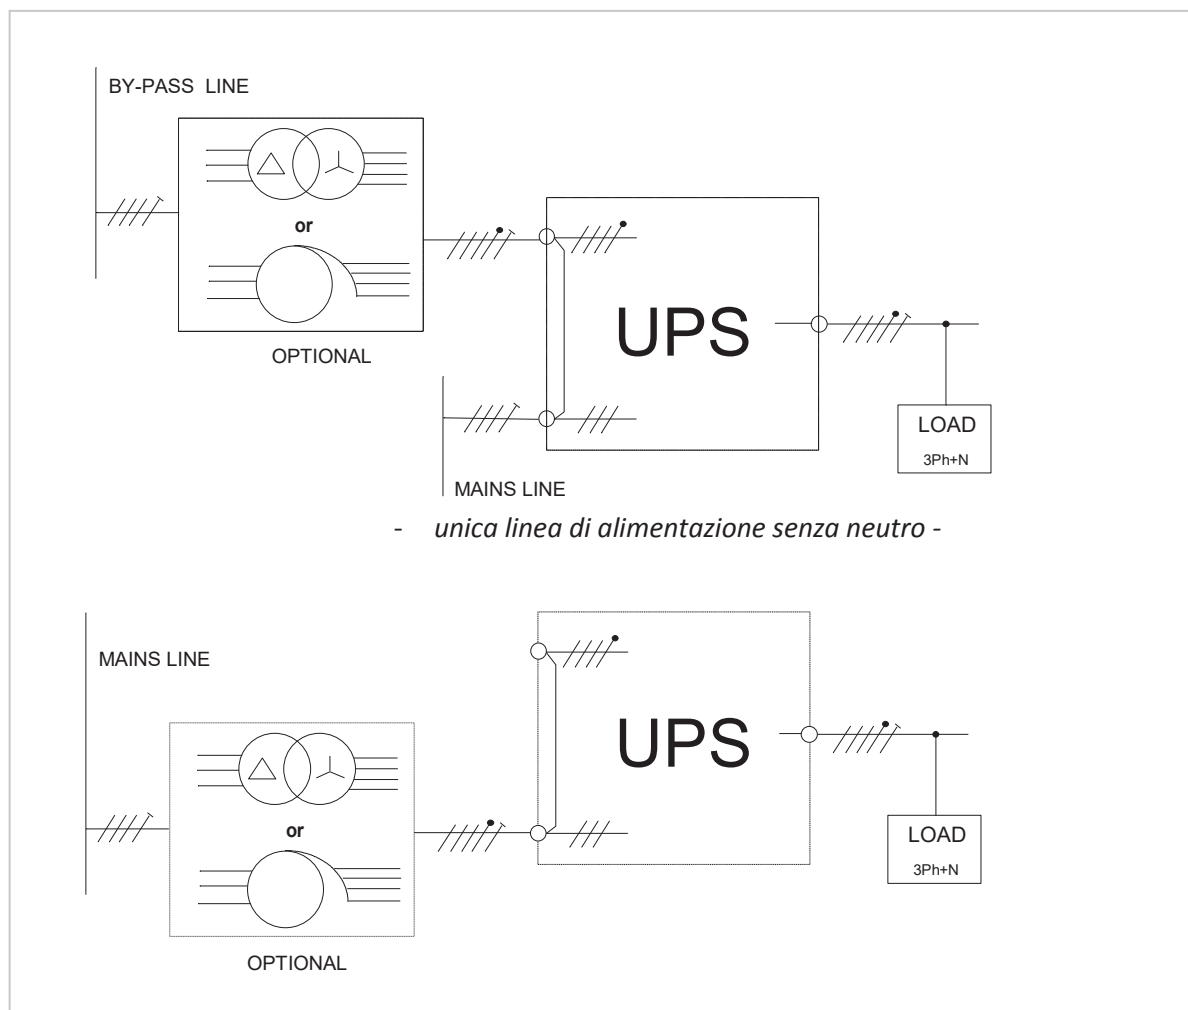 BY-PASS LINE
or
OPTIONAL
UPS
LOAD
3Ph+N
MAINS LINE
- unica linea di alimentazione senza neutro -
MAINS LINE
or
OPTIONAL
UPS
LOAD
3Ph+N